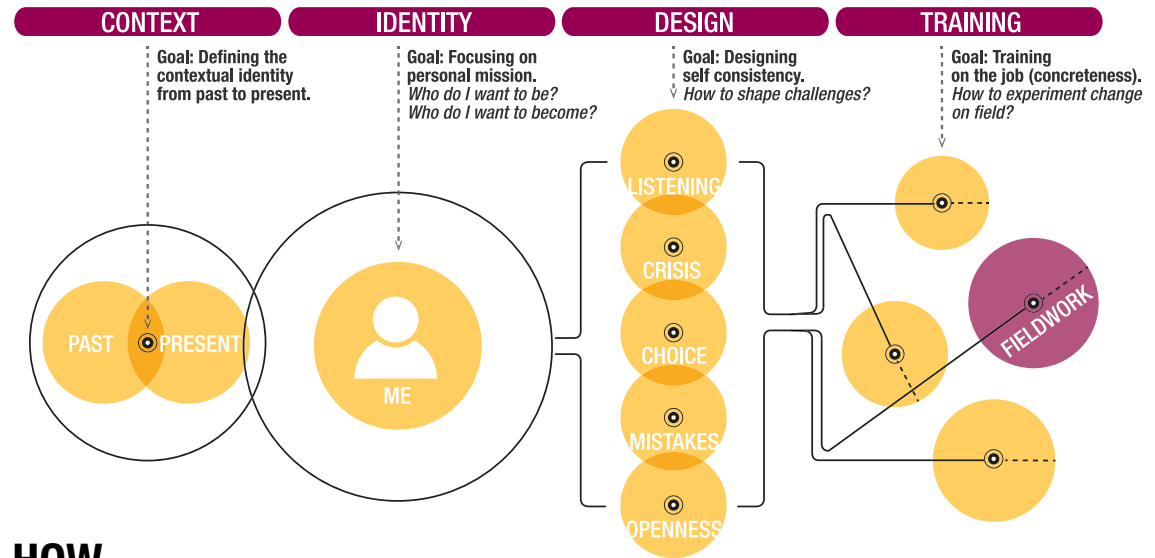 CONTEXT
IDENTITY
DESIGN
TRAINING
Goal: Defining the
contextual identity
from past to present.
Goal: Focusing on
personal mission.
Who do I want to be?
Who do I want to become?
Goal: Designing
self consistency.
How to shape challenges?
Goal: Training
on the job (concreteness).
How to experiment change
on field?
PAST
PRESENT
ME
LISTENING
CRISIS
CHOICE
MISTAKES
OPENNESS
FIELDWORK
HOW